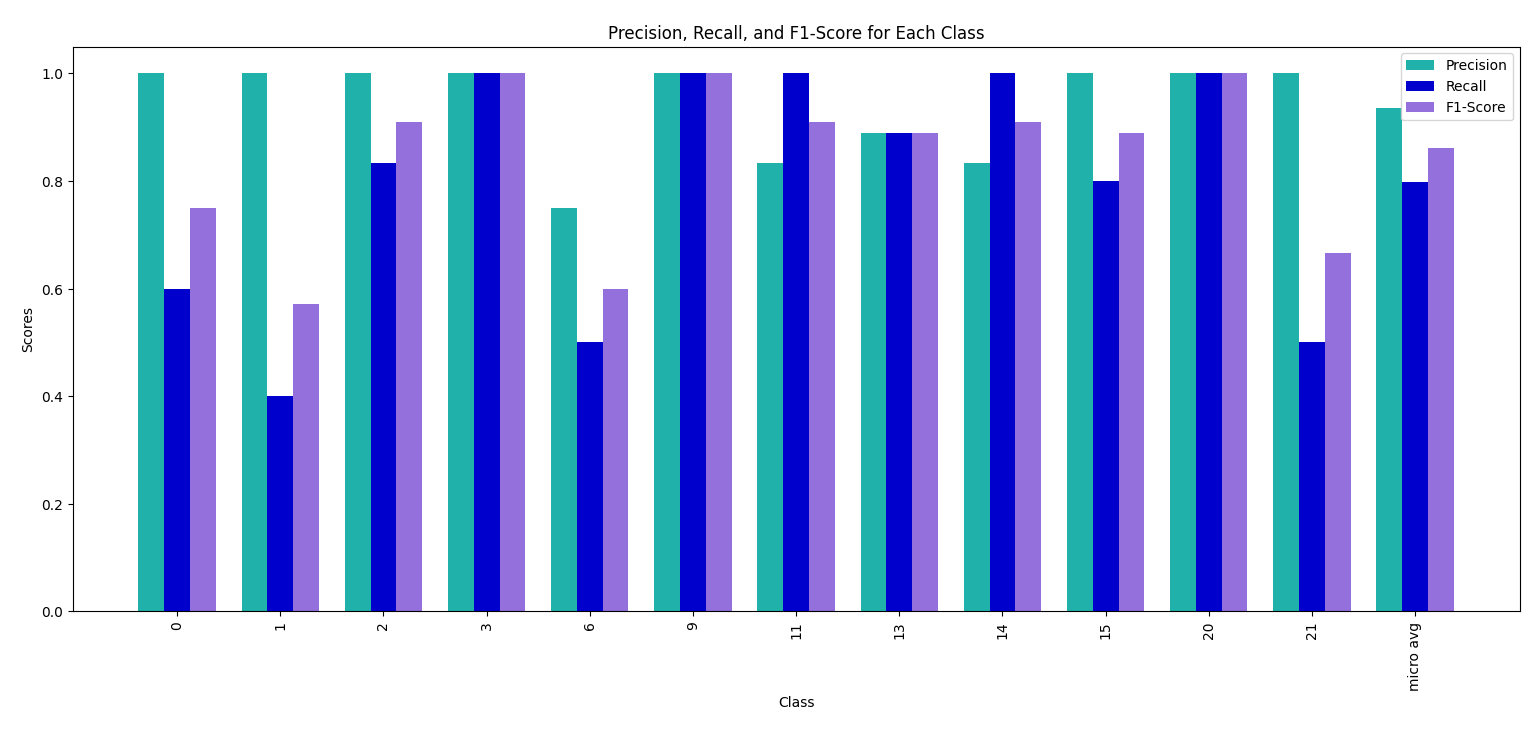 Precision, Recall, and F1-Score for Each Class
Precision
Recall
F1-Score
Scores
1.0
0.8
0.6
0.4
0.2
0.0
0
1
2
3
6
9
11
13
14
15
20
21
micro avg
Class